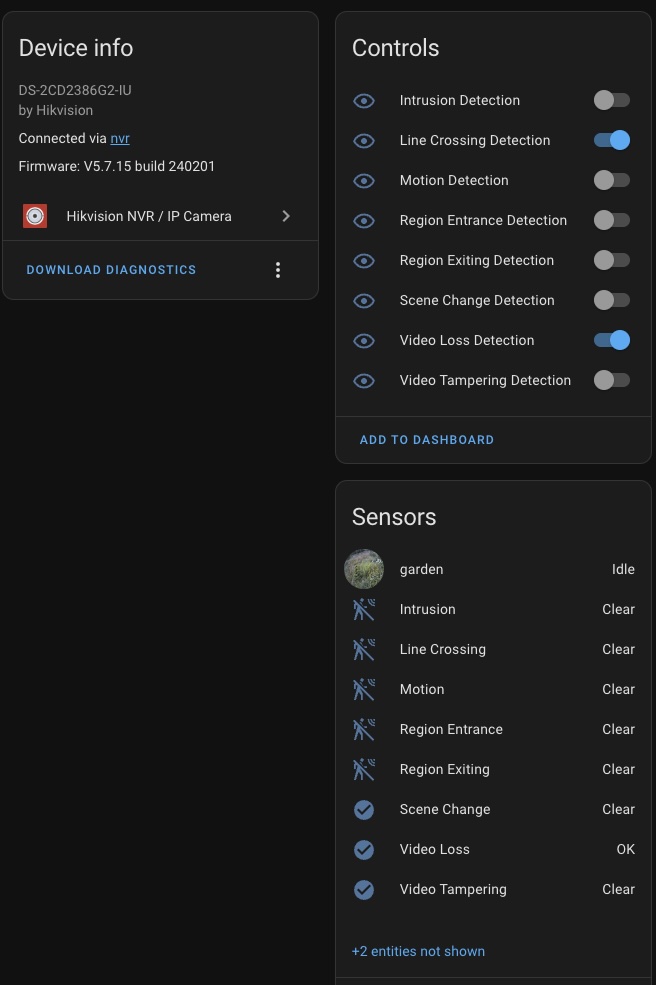 Device info
DS-2CD2386G2-IU
by Hikvision
Connected via nvr
Firmware: V5.7.15 build 240201
Hikvision NVR / IP Camera
DOWNLOAD DIAGNOSTICS
Controls
Intrusion Detection
Line Crossing Detection
Motion Detection
Region Entrance Detection
Region Exiting Detection
Scene Change Detection
Video Loss Detection
Video Tampering Detection
ADD TO DASHBOARD
Sensors
garden Idle
Intrusion Clear
Line Crossing Clear
Motion Clear
Region Entrance Clear
Region Exiting Clear
Scene Change Clear
Video Loss OK
Video Tampering Clear
+2 entities not shown